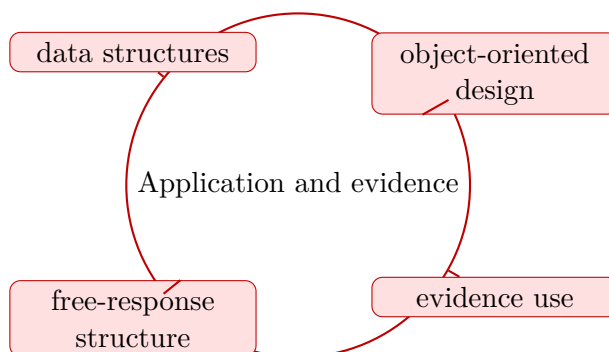 data structures
object-oriented
design
Application and evidence
free-response
structure
evidence use